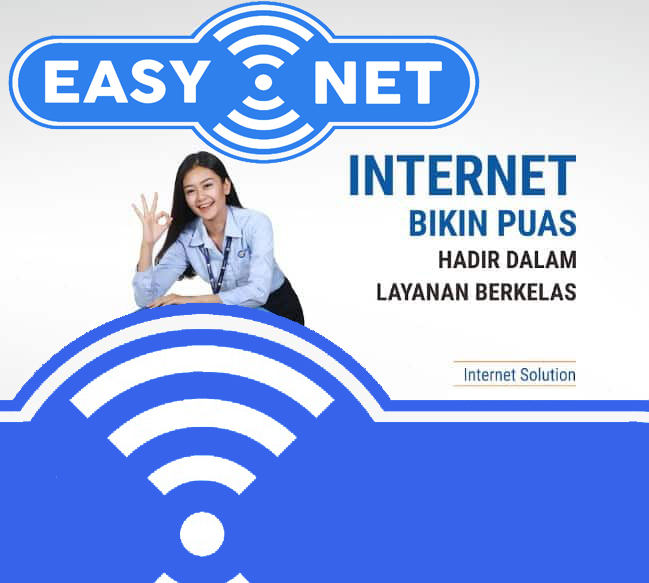 EASY NET
INTERNET
BIKIN PUAS
HADIR DALAM
LAYANAN BERKELAS
Internet Solution